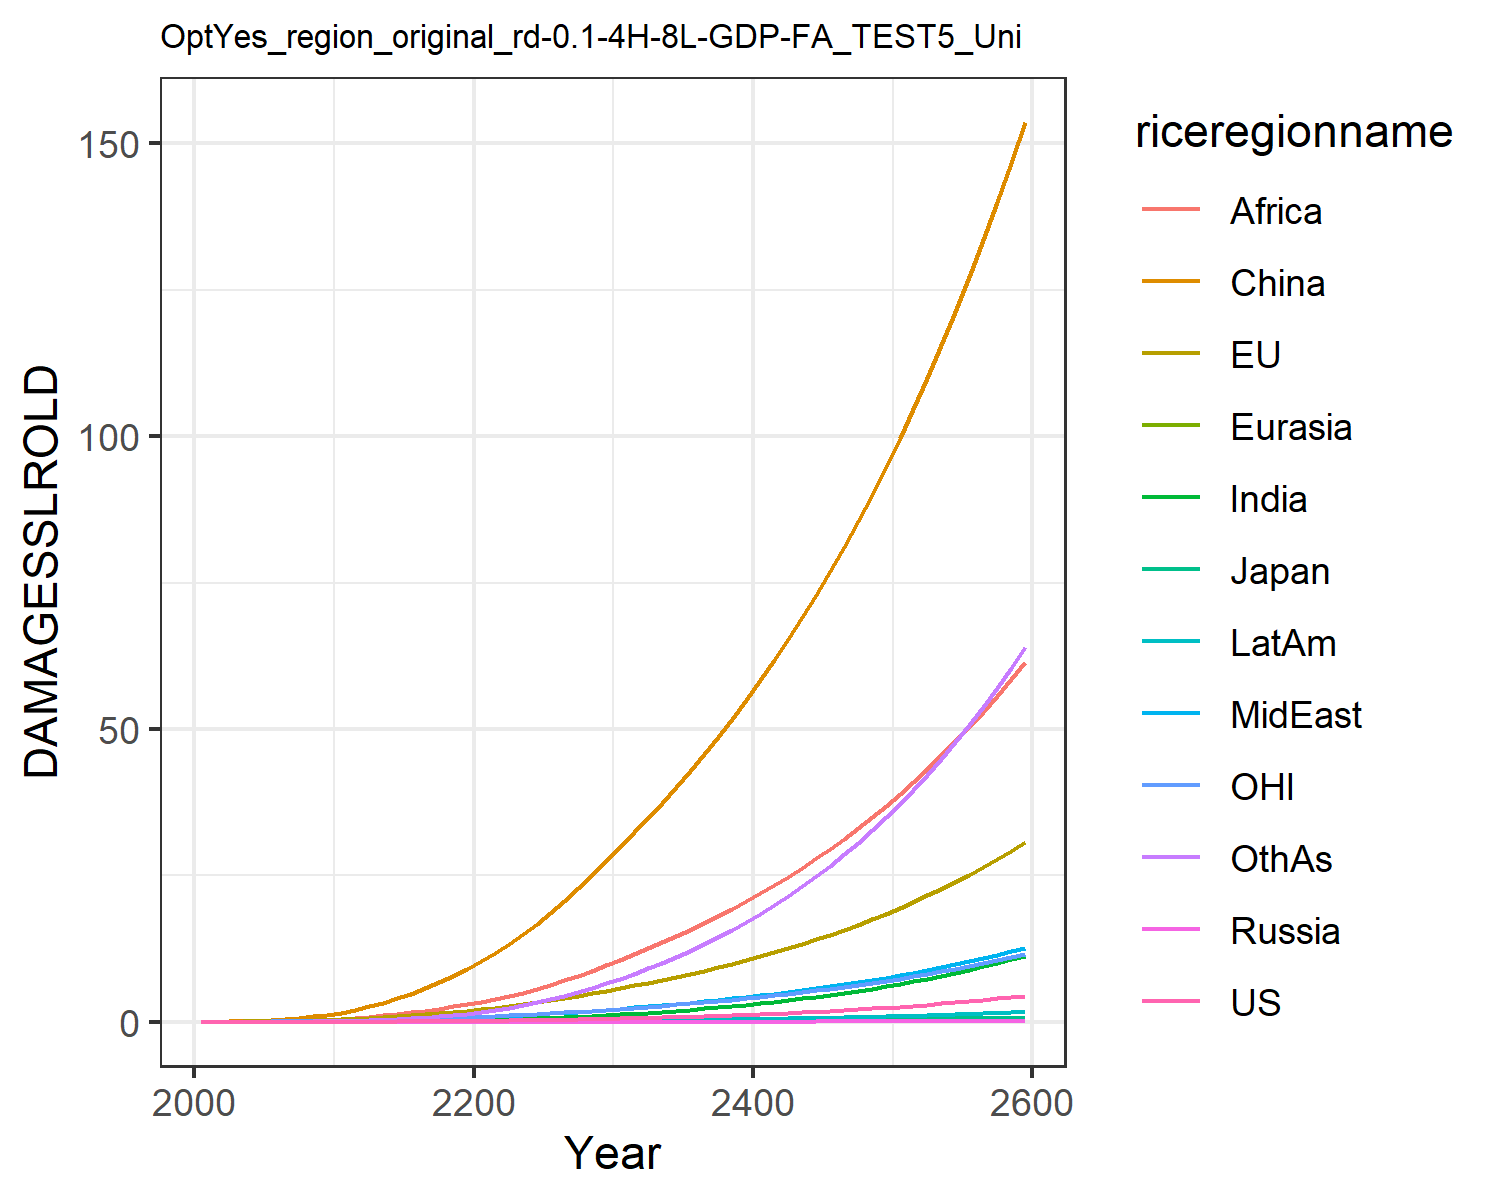 OptYes_region_original_rd-0.1-4H-8L-GDP-FA_TEST5_Uni
DAMAGESSLROLD
150
100
50
0
2000 2200 2400 2600
Year
riceregionname
Africa
China
EU
Eurasia
India
Japan
LatAm
MidEast
OHI
OthAs
Russia
US